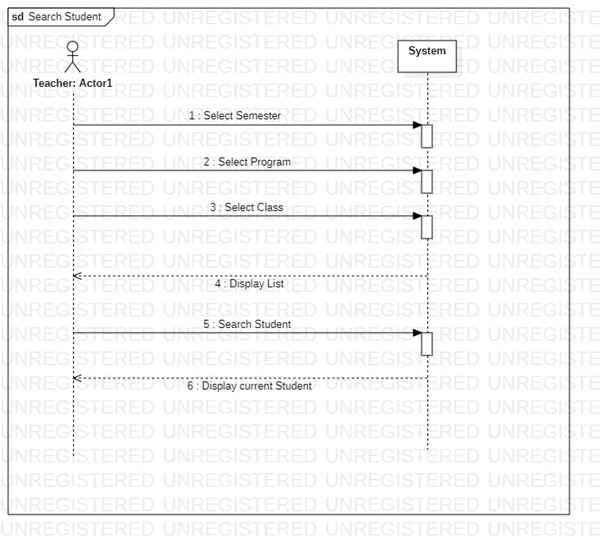 sd Search Student
Teacher: Actor1
System
1 : Select Semester
2 : Select Program
3 : Select Class
4 : Display List
5 : Search Student
6 : Display current Student
UNREGISTERED UNREGISTERED UNREGISTERED UNREGISTERED